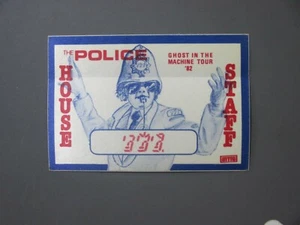 THE POLICE
GHOST IN THE
MACHINE TOUR
'82
HOUSE
STAFF